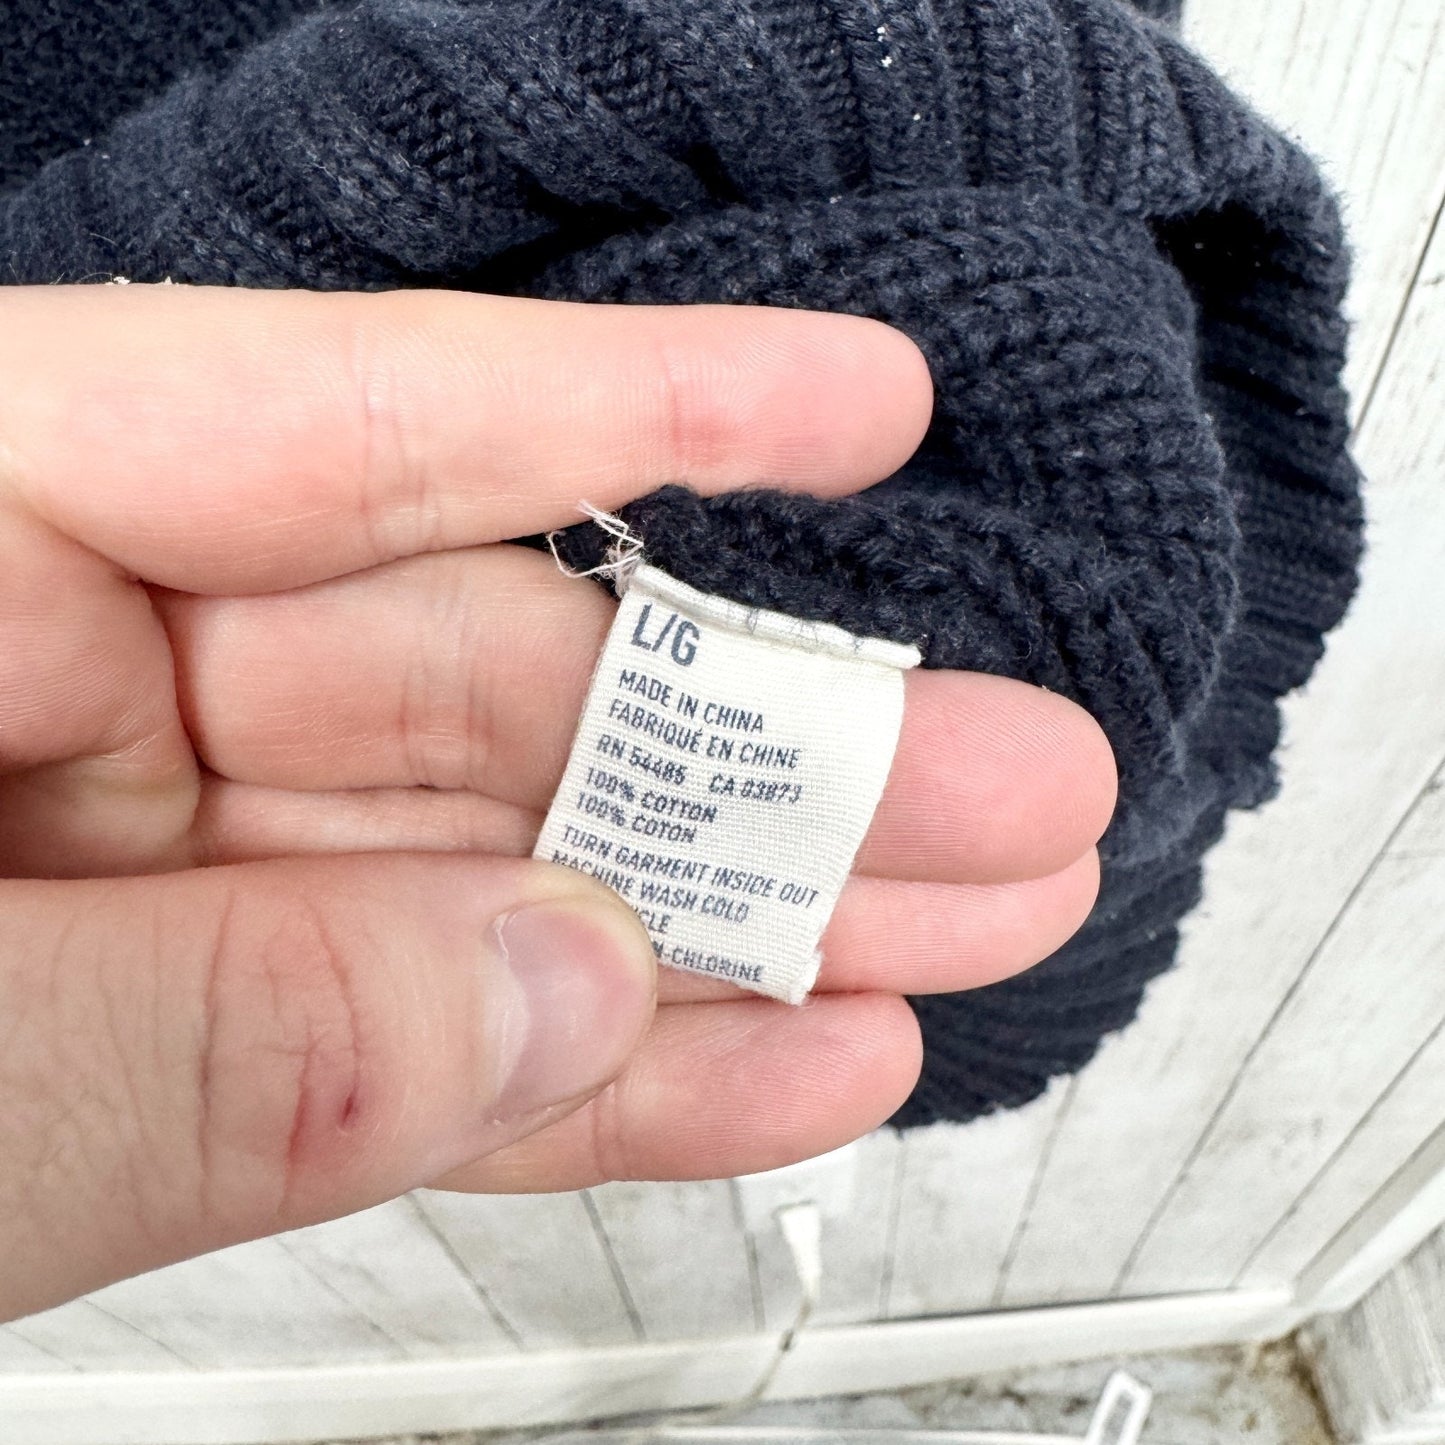 L/G
MADE IN CHINA
FABRIQUÉ EN CHINE
RN 54485 CA 03873
100% COTTON
100% COTON
TURN GARMENT INSIDE OUT
MACHINE WASH COLD